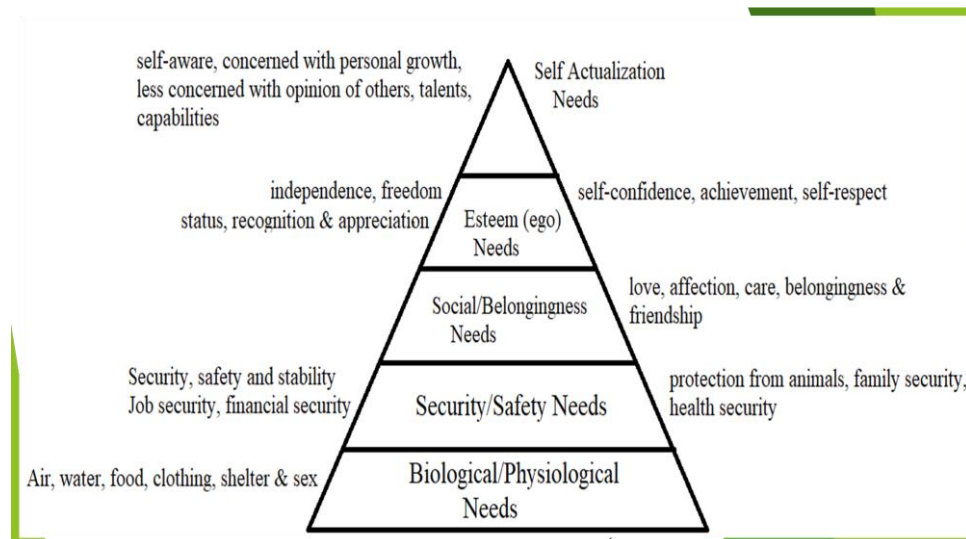 self-aware, concerned with personal growth,
less concerned with opinion of others, talents,
capabilities
Self Actualization
Needs
independence, freedom
status, recognition & appreciation
Esteem (ego)
Needs
self-confidence, achievement, self-respect
Social/Belongingness
Needs
love, affection, care, belongingness &
friendship
Security, safety and stability
Job security, financial security
Security/Safety Needs
protection from animals, family security,
health security
Air, water, food, clothing, shelter & sex
Biological/Physiological
Needs